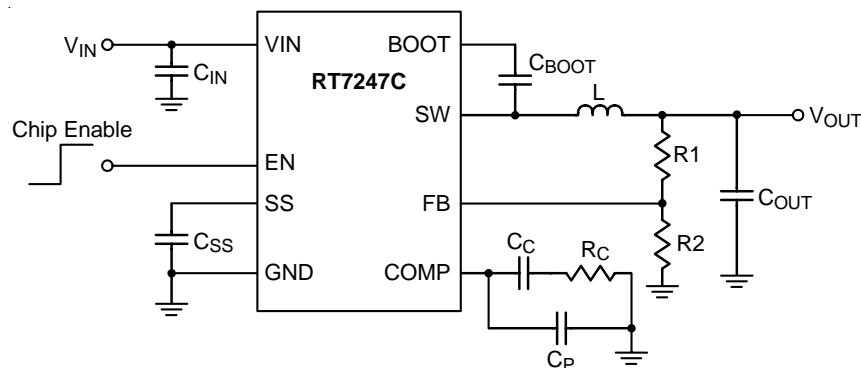 VIN
CIN
VIN
BOOT
RT7247C
CBOOT
SW
L
VOUT
Chip Enable
EN
R1
SS
FB
COUT
CSS
R2
GND
COMP
CC
RC
CP